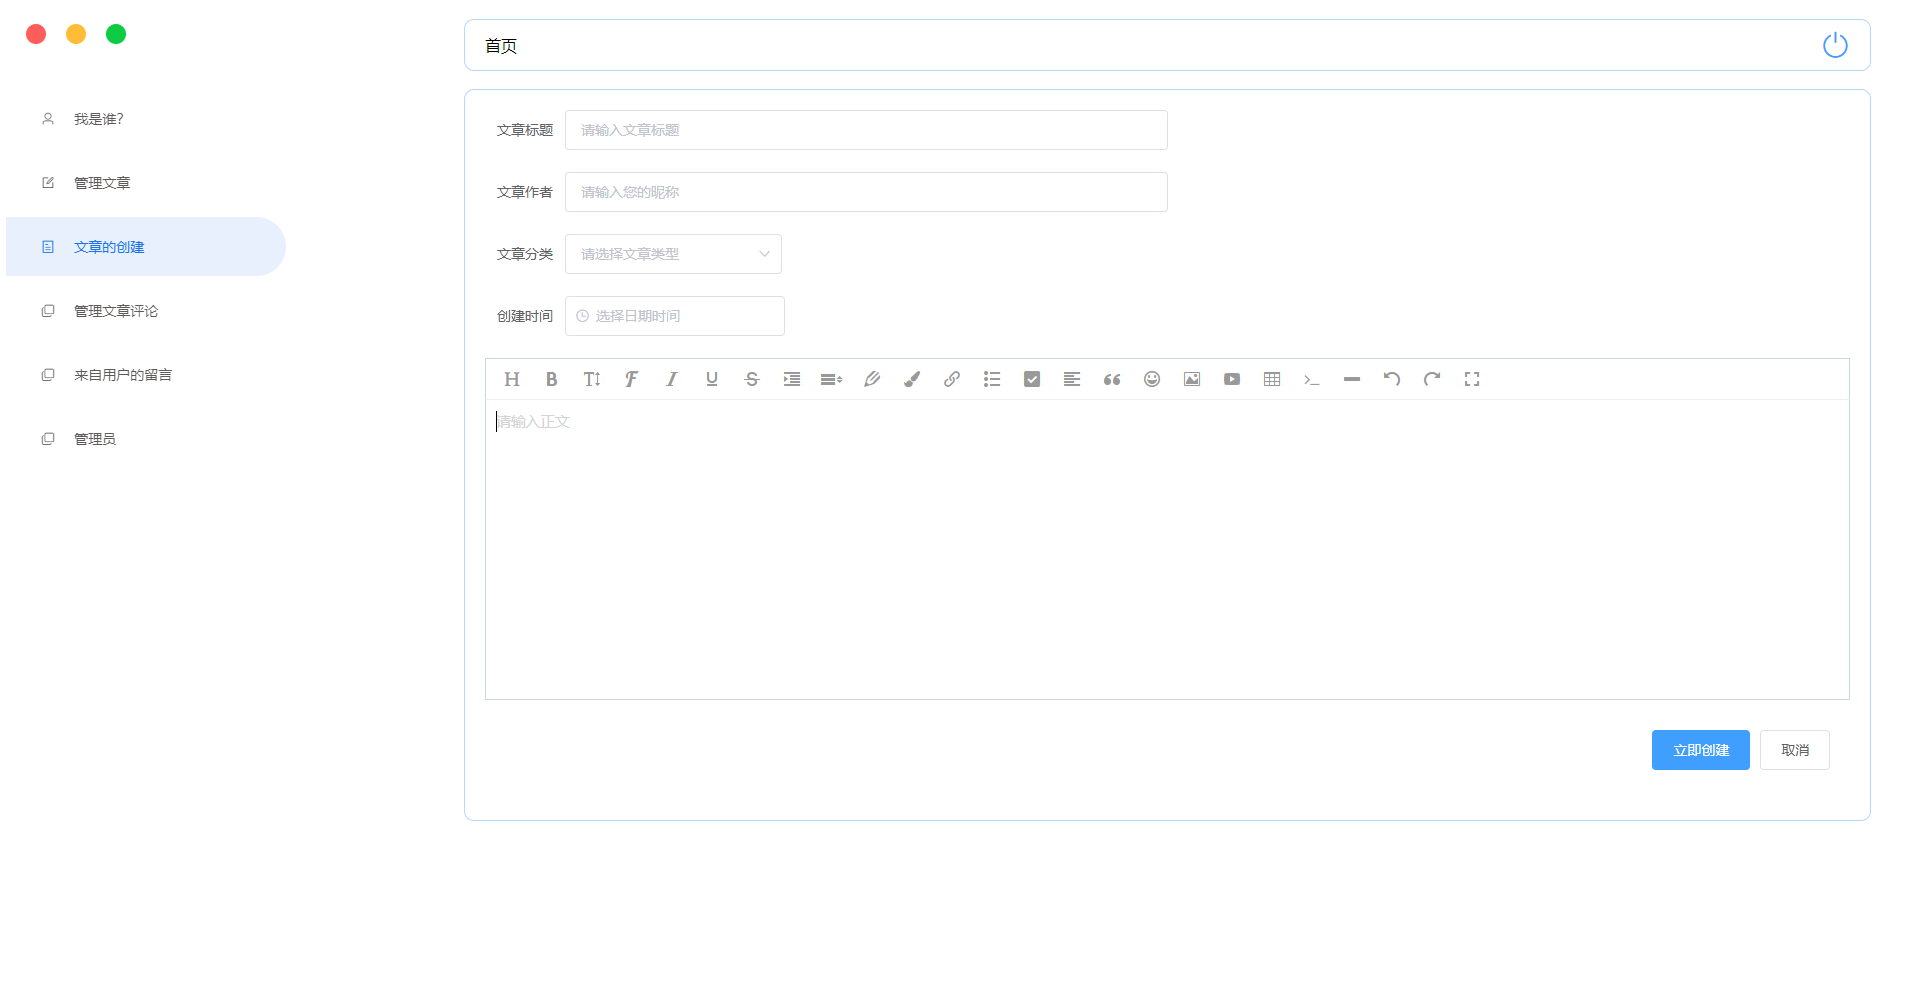 首页
我是谁?
管理文章
文章的创建
管理文章评论
来自用户的留言
管理员
文章标题 请输入文章标题
文章作者 请输入您的昵称
文章分类 请选择文章类型
创建时间 选择日期时间
请输入正文
立即创建 取消